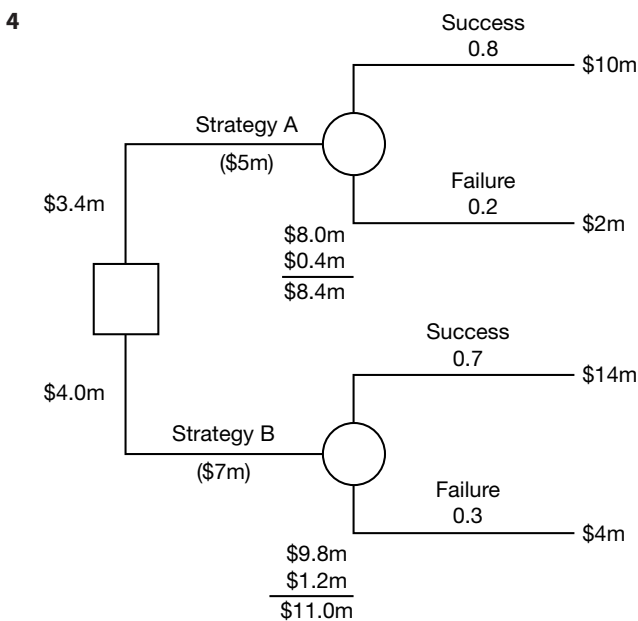 4
Success
0.8
$10m
Strategy A
($5m)
Failure
0.2
$2m
$3.4m
$8.0m
$0.4m
$8.4m
Success
0.7
$14m
$4.0m
Strategy B
($7m)
Failure
0.3
$4m
$9.8m
$1.2m
$11.0m